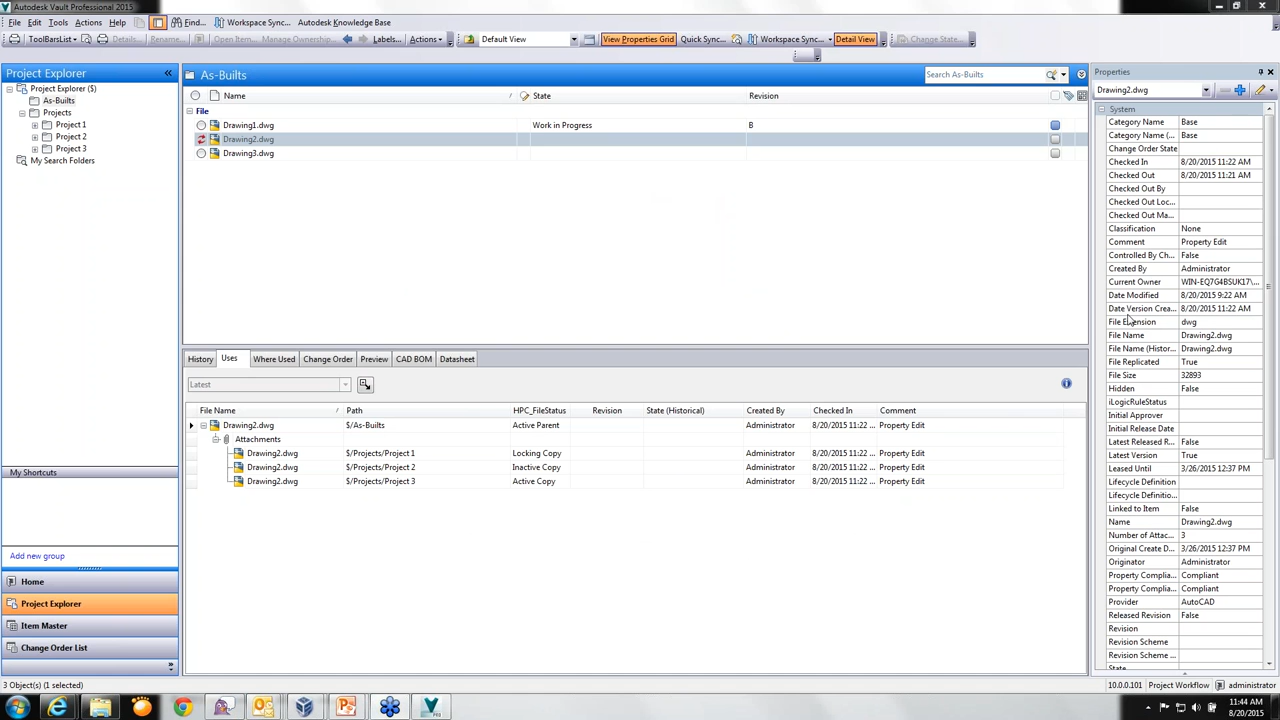 Autodesk Vault Professional 2015
File Edit Tools Actions Help Find... Workspace Sync... Autodesk Knowledge Base
ToolBarsList Details... Rename... Open Item... Manage Ownership... Labels... Actions Default View View Properties Grid Quick Sync... Workspace Sync... Detail View Change State...
Project Explorer
Project Explorer ($)
As-Builts
Projects
Project 1
Project 2
Project 3
My Search Folders
My Shortcuts
Add new group
Home
Project Explorer
Item Master
Change Order List
As-Builts
Search As-Builts
Name State Revision
File
Drawing1.dwg Work in Progress B
Drawing2.dwg
Drawing3.dwg
History Uses Where Used Change Order Preview CAD BOM Datasheet
Latest
File Name Path HPC_FileStatus Revision State (Historical) Created By Checked In Comment
Drawing2.dwg $/As-Builts Active Parent Administrator 8/20/2015 11:22 ... Property Edit
Attachments
Drawing2.dwg $/Projects/Project 1 Locking Copy Administrator 8/20/2015 11:22 ... Property Edit
Drawing2.dwg $/Projects/Project 2 Inactive Copy Administrator 8/20/2015 11:22 ... Property Edit
Drawing2.dwg $/Projects/Project 3 Active Copy Administrator 8/20/2015 11:22 ... Property Edit
Properties
Drawing2.dwg
System
Category Name Base
Category Name (... Base
Change Order State
Checked In 8/20/2015 11:22 AM
Checked Out 8/20/2015 11:21 AM
Checked Out By
Checked Out Loc...
Checked Out Ma...
Classification None
Comment Property Edit
Controlled By Ch... False
Created By Administrator
Current Owner WIN-EQ7G4BSUK17\...
Date Modified 8/20/2015 9:22 AM
Date Version Crea... 8/20/2015 11:22 AM
File Extension dwg
File Name Drawing2.dwg
File Name (Histor... Drawing2.dwg
File Replicated True
File Size 32893
Hidden False
iLogicRuleStatus
Initial Approver
Initial Release Date
Latest Released R... False
Latest Version True
Leased Until 3/26/2015 12:37 PM
Lifecycle Definition
Lifecycle Definitio...
Linked to Item False
Name Drawing2.dwg
Number of Attac... 3
Original Create D... 3/26/2015 12:37 PM
Originator Administrator
Property Complia... Compliant
Property Complia... Compliant
Provider AutoCAD
Released Revision False
Revision
Revision Scheme
Revision Scheme ...
State
3 Object(s) (1 selected)
10.0.0.101 Project Workflow administrator
11:44 AM
8/20/2015